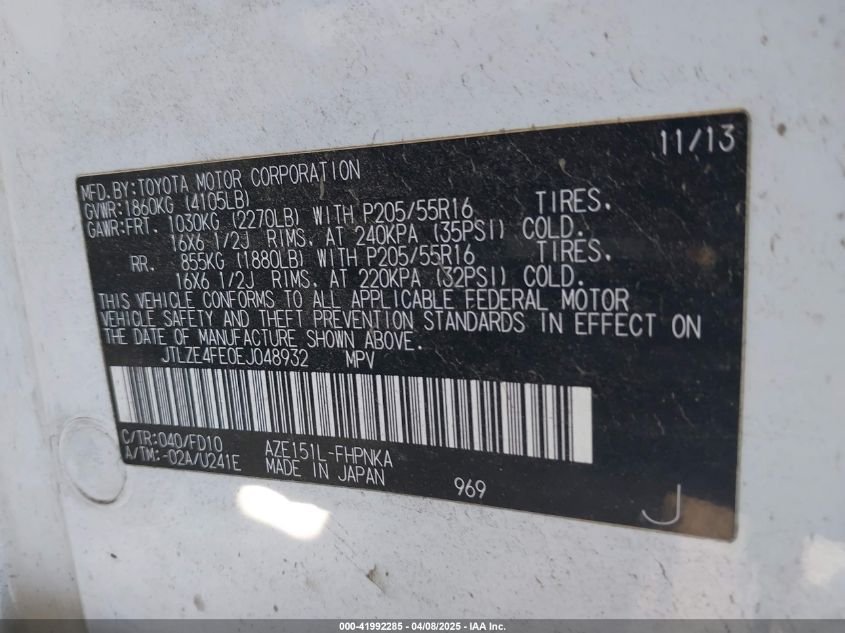 11/13
MFD.BY:TOYOTA MOTOR CORPORATION
GVWR:1860KG (4105LB)
GAWR:FRT. 1030KG (2270LB) WITH P205/55R16 TIRES.
16X6 1/2J RIMS. AT 240KPA (35PSI) COLD.
RR. 855KG (1880LB) WITH P205/55R16 TIRES.
16X6 1/2J RIMS. AT 220KPA (32PSI) COLD.
THIS VEHICLE CONFORMS TO ALL APPLICABLE FEDERAL MOTOR
VEHICLE SAFETY AND THEFT PREVENTION STANDARDS IN EFFECT ON
THE DATE OF MANUFACTURE SHOWN ABOVE.
JTLZE4FE0EJ048932 MPV
C/TR:040/FD10 AZE151L-FHPNKA
A/TM:-02A/U241E MADE IN JAPAN 969
J
000-41992285 - 04/08/2025 - IAA Inc.